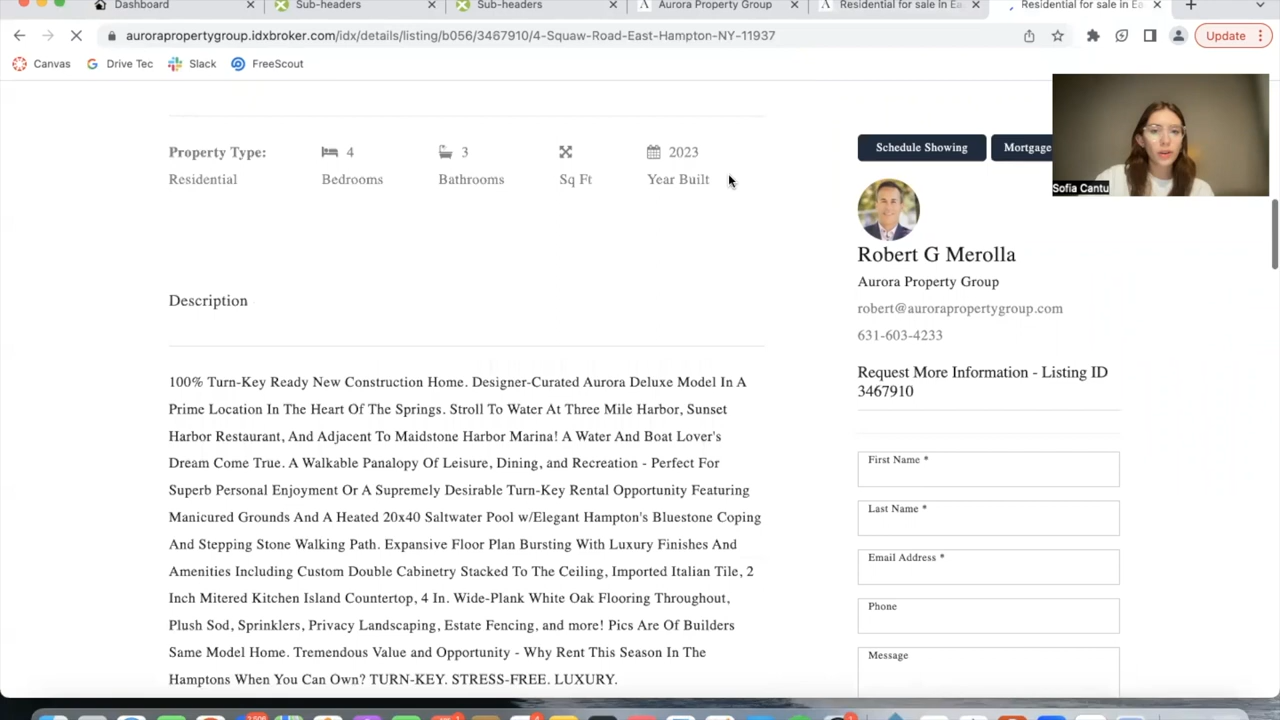 Dashboard
Sub-headers
Sub-headers
Aurora Property Group
Residential for sale in Ea
Residential for sale in Ea
aurorapropertygroup.idxbroker.com/idx/details/listing/b056/3467910/4-Squaw-Road-East-Hampton-NY-11937
Update
Canvas
Drive Tec
Slack
FreeScout
Property Type:
4
3
2023
Residential
Bedrooms
Bathrooms
Sq Ft
Year Built
Description
100% Turn-Key Ready New Construction Home. Designer-Curated Aurora Deluxe Model In A
Prime Location In The Heart Of The Springs. Stroll To Water At Three Mile Harbor, Sunset
Harbor Restaurant, And Adjacent To Maidstone Harbor Marina! A Water And Boat Lover's
Dream Come True. A Walkable Panalopy Of Leisure, Dining, and Recreation - Perfect For
Superb Personal Enjoyment Or A Supremely Desirable Turn-Key Rental Opportunity Featuring
Manicured Grounds And A Heated 20x40 Saltwater Pool w/Elegant Hampton's Bluestone Coping
And Stepping Stone Walking Path. Expansive Floor Plan Bursting With Luxury Finishes And
Amenities Including Custom Double Cabinetry Stacked To The Ceiling, Imported Italian Tile, 2
Inch Mitered Kitchen Island Countertop, 4 In. Wide-Plank White Oak Flooring Throughout,
Plush Sod, Sprinklers, Privacy Landscaping, Estate Fencing, and more! Pics Are Of Builders
Same Model Home. Tremendous Value and Opportunity - Why Rent This Season In The
Hamptons When You Can Own? TURN-KEY. STRESS-FREE. LUXURY.
Schedule Showing
Mortgage
Sofia Cantu
Robert G Merolla
Aurora Property Group
robert@aurorapropertygroup.com
631-603-4233
Request More Information - Listing ID
3467910
First Name *
Last Name *
Email Address *
Phone
Message